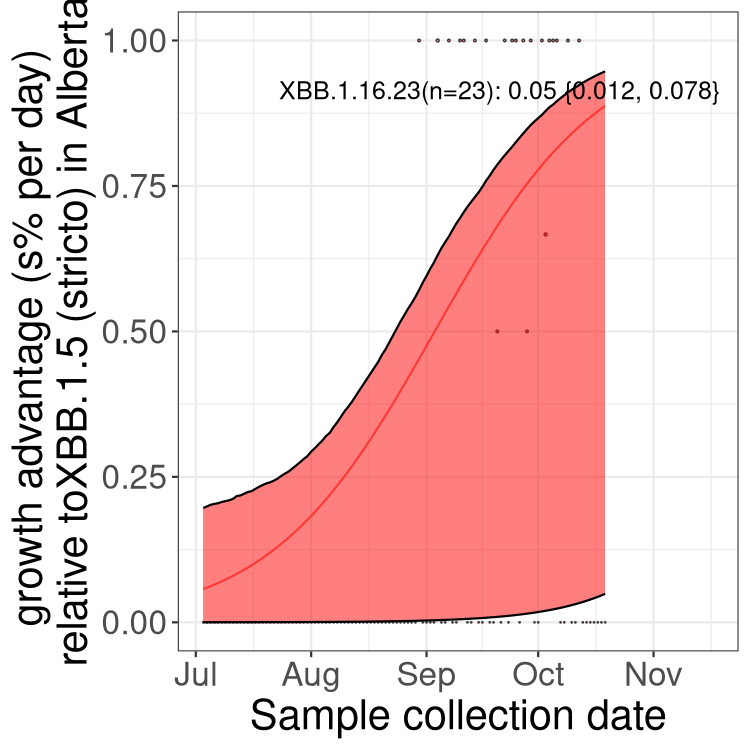 growth advantage (s% per day)
relative toXBB.1.5 (stricto) in Alberta
1.00
0.75
0.50
0.25
0.00
XBB.1.16.23(n=23): 0.05 {0.012, 0.078}
Jul Aug Sep Oct Nov
Sample collection date